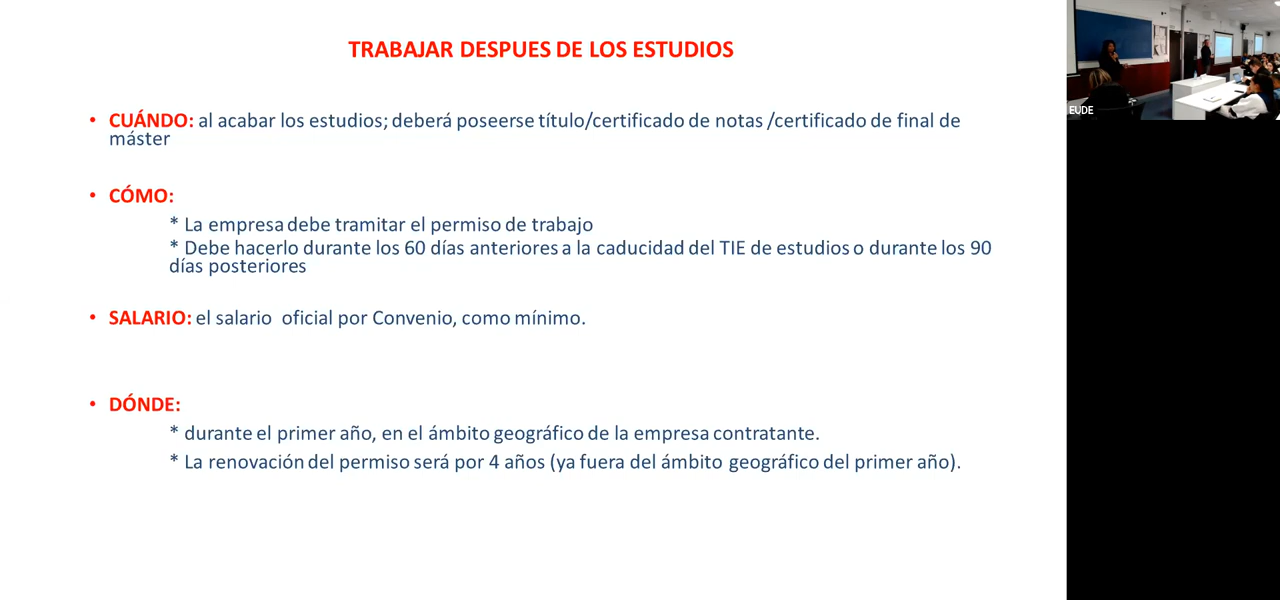 TRABAJAR DESPUES DE LOS ESTUDIOS
• CUÁNDO: al acabar los estudios; deberá poseerse título/certificado de notas /certificado de final de
máster
• CÓMO:
* La empresa debe tramitar el permiso de trabajo
* Debe hacerlo durante los 60 días anteriores a la caducidad del TIE de estudios o durante los 90
días posteriores
• SALARIO: el salario oficial por Convenio, como mínimo.
• DÓNDE:
* durante el primer año, en el ámbito geográfico de la empresa contratante.
* La renovación del permiso será por 4 años (ya fuera del ámbito geográfico del primer año).
EUDE